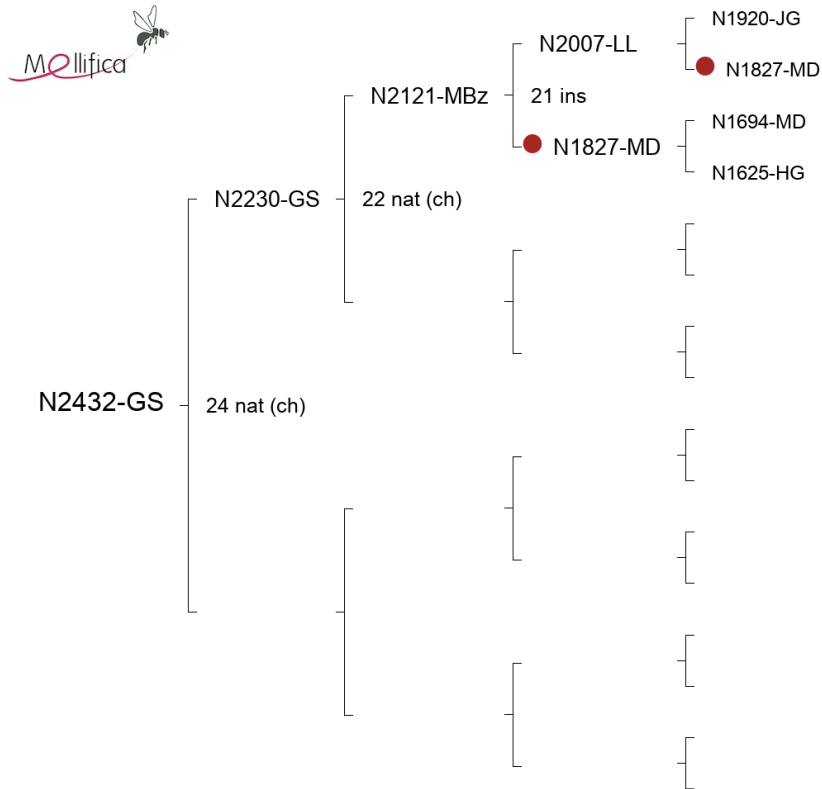 Mellifica
N1920-JG
N2007-LL
N1827-MD
N2121-MBz
21 ins
N1827-MD
N1694-MD
N1625-HG
N2230-GS
22 nat (ch)
N2432-GS
24 nat (ch)